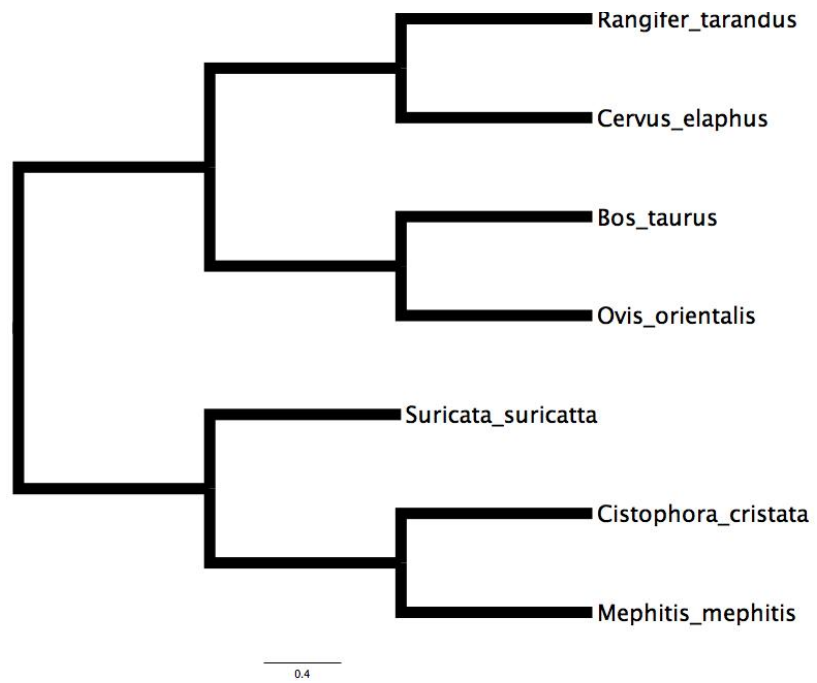 Rangifer_tarandus
Cervus_elaphus
Bos_taurus
Ovis_orientalis
Suricata_suricatta
Cistophora_cristata
Mephitis_mephitis
0.4